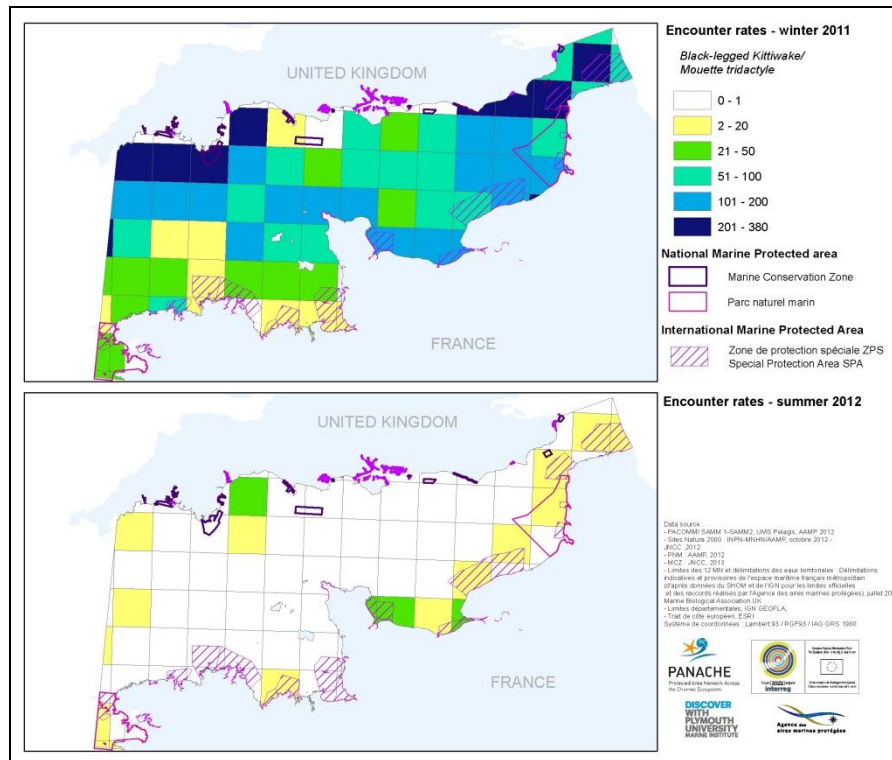 Encounter rates - winter 2011
Black-legged Kittiwake/
Mouette tridactyle
UNITED KINGDOM
0 - 1
2 - 20
21 - 50
51 - 100
101 - 200
201 - 380
National Marine Protected area
Marine Conservation Zone
Parc naturel marin
International Marine Protected Area
Zone de protection spéciale ZPS
Special Protection Area SPA
FRANCE
Encounter rates - summer 2012
UNITED KINGDOM
FRANCE
Data source :
- PACOMM/ SAMM 1-SAMM2, UMS Pelagis, AAMP 2012
- Sites Natura 2000 : INPN-MNHN/AAMP, octobre 2012 -
JNCC ,2012
- PNM : AAMP, 2012
- MCZ : JNCC, 2013
- Limites des 12 MN et délimitations des eaux territoriales : Délimitations
indicatives et provisoires de l'espace maritime français métropolitain
(d'après données du SHOM et de l'IGN pour les limites officielles
et des raccords réalisés par l'Agence des aires marines protégées), juillet 20
Marine Biological Association UK
- Limites départementales, IGN GEOFLA,
- Trait de côte européen, ESRI
Système de coordonnées : Lambert 93 / RGF93 / IAG GRS 1980
PANACHE
Protected Area Network Across
the Channel Ecosystem
interreg
DISCOVER
WITH
PLYMOUTH
UNIVERSITY
MARINE INSTITUTE
Agence des
aires marines protégées